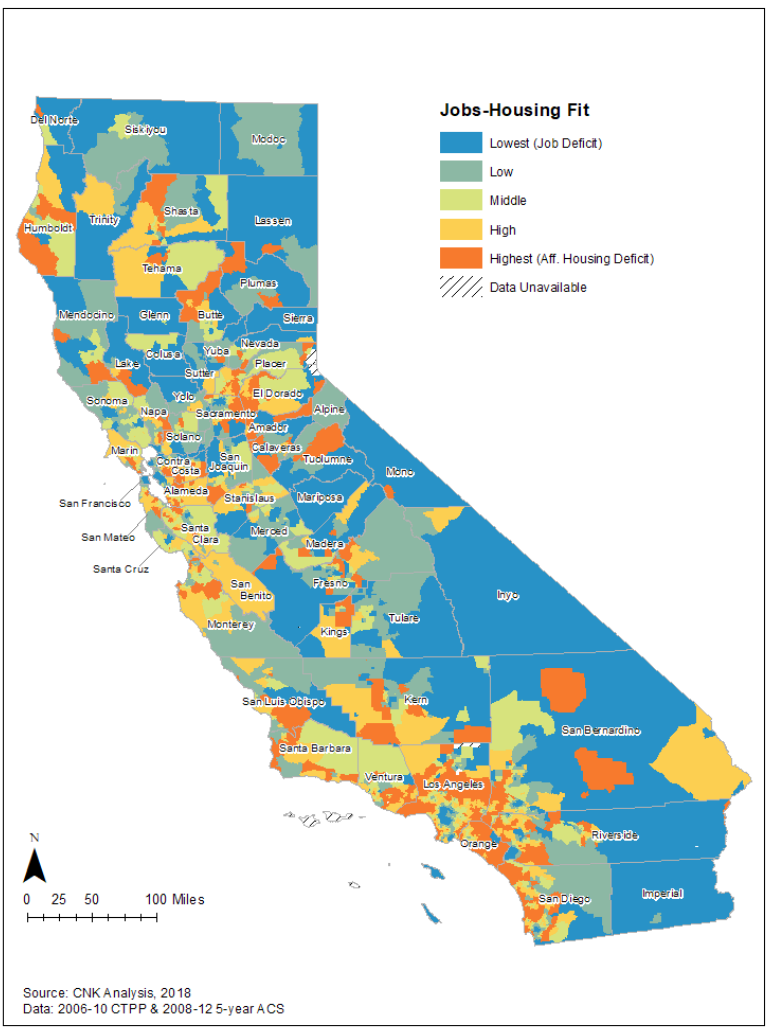 Jobs-Housing Fit
Lowest (Job Deficit)
Low
Middle
High
Highest (Aff. Housing Deficit)
Data Unavailable
Del Norte
Siskiyou
Modoc
Humboldt
Trinity
Shasta
Lassen
Tehama
Plumas
Mendocino
Glenn
Butte
Sierra
Lake
Colusa
Yuba
Nevada
Sutter
Placer
Sonoma
Napa
Yolo
Sacramento
El Dorado
Alpine
Amador
Solano
Marin
Contra
Costa
San
Joaquin
Calaveras
Tuolumne
Mono
Alameda
Stanislaus
Mariposa
San Francisco
San Mateo
Santa
Clara
Merced
Madera
Santa Cruz
San
Benito
Fresno
Inyo
Monterey
Kings
Tulare
San Luis Obispo
Kern
San Bernardino
Santa Barbara
Ventura
Los Angeles
Orange
Riverside
San Diego
Imperial
N
0 25 50 100 Miles
Source: CNK Analysis, 2018
Data: 2006-10 CTPP & 2008-12 5-year ACS